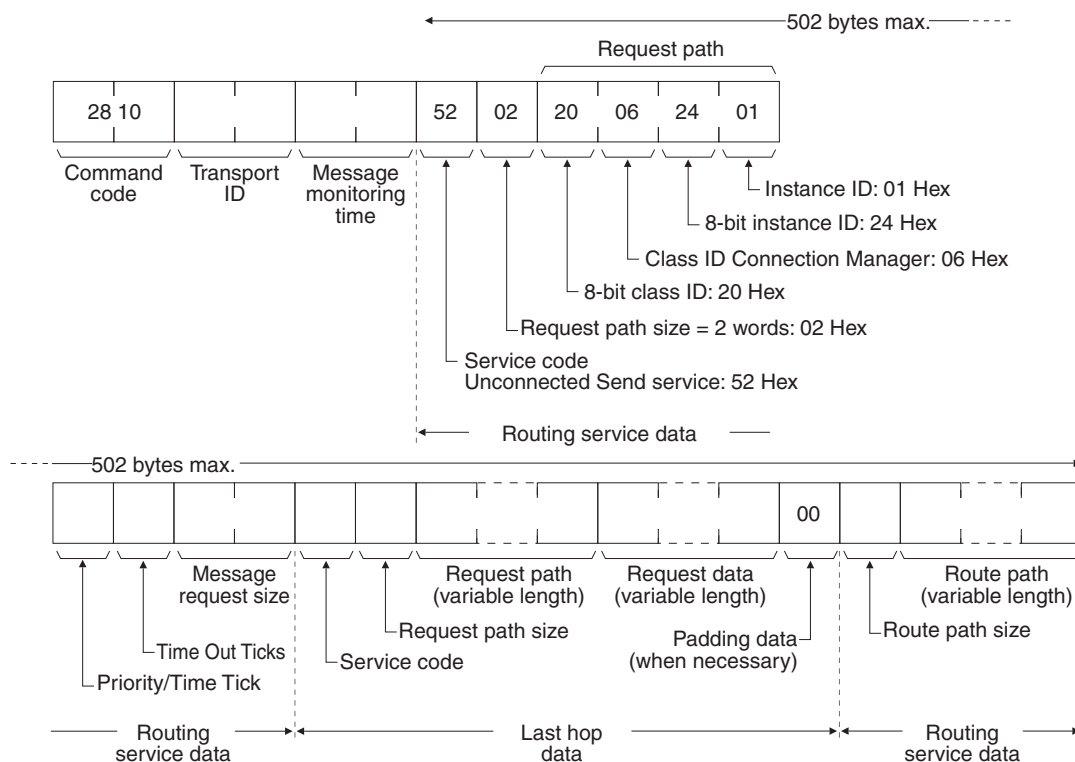 502 bytes max.
Request path
28 10 52 02 20 06 24 01
Command code
Transport ID
Message monitoring time
Instance ID: 01 Hex
8-bit instance ID: 24 Hex
Class ID Connection Manager: 06 Hex
8-bit class ID: 20 Hex
Request path size = 2 words: 02 Hex
Service code
Unconnected Send service: 52 Hex
Routing service data
502 bytes max.
00
Message request size
Request path (variable length)
Request data (variable length)
Route path (variable length)
Request path size
Padding data (when necessary)
Route path size
Time Out Ticks
Service code
Priority/Time Tick
Routing service data
Last hop data
Routing service data